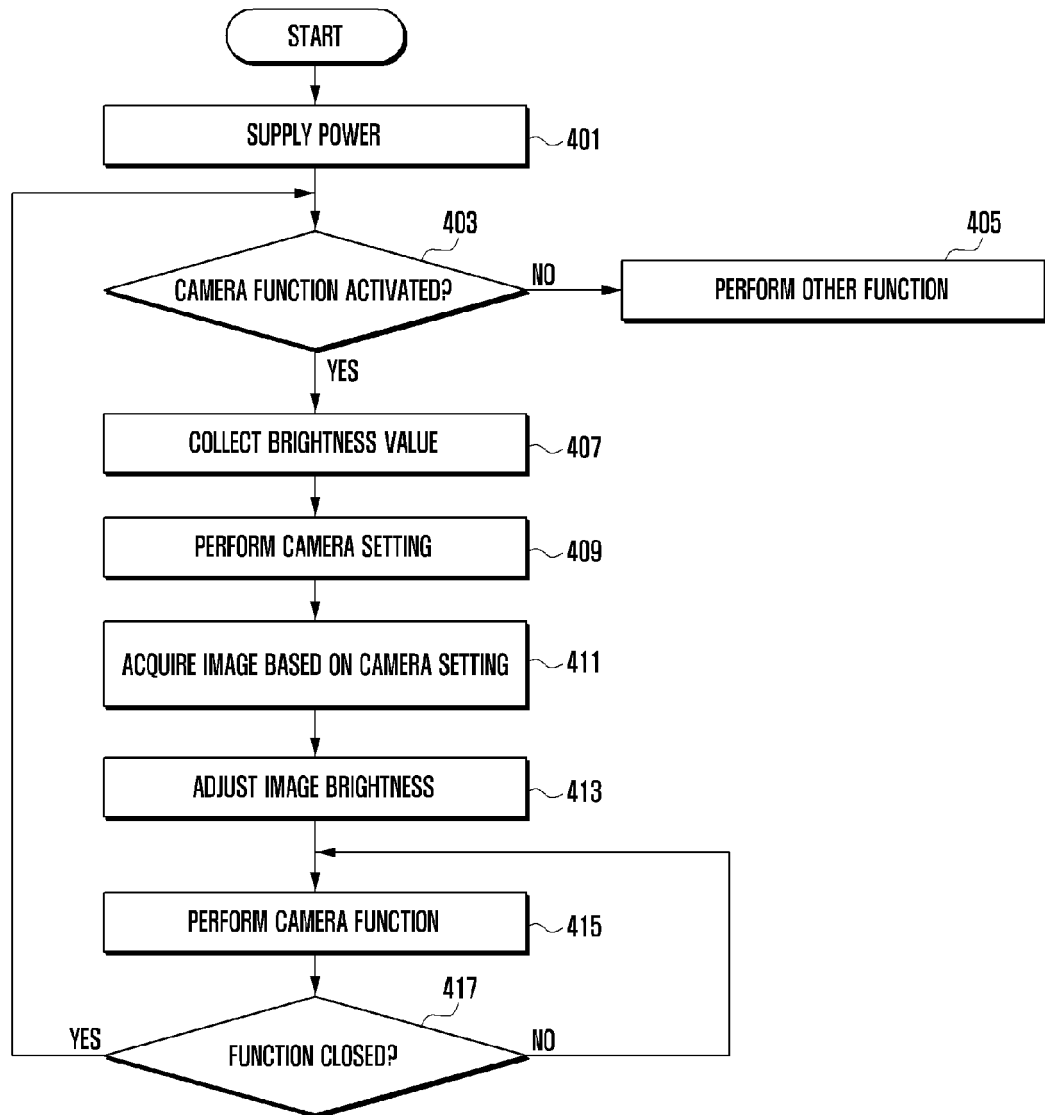 START
SUPPLY POWER
401
403
CAMERA FUNCTION ACTIVATED?
NO
405
PERFORM OTHER FUNCTION
YES
COLLECT BRIGHTNESS VALUE
407
PERFORM CAMERA SETTING
409
ACQUIRE IMAGE BASED ON CAMERA SETTING
411
ADJUST IMAGE BRIGHTNESS
413
PERFORM CAMERA FUNCTION
415
417
YES
FUNCTION CLOSED?
NO